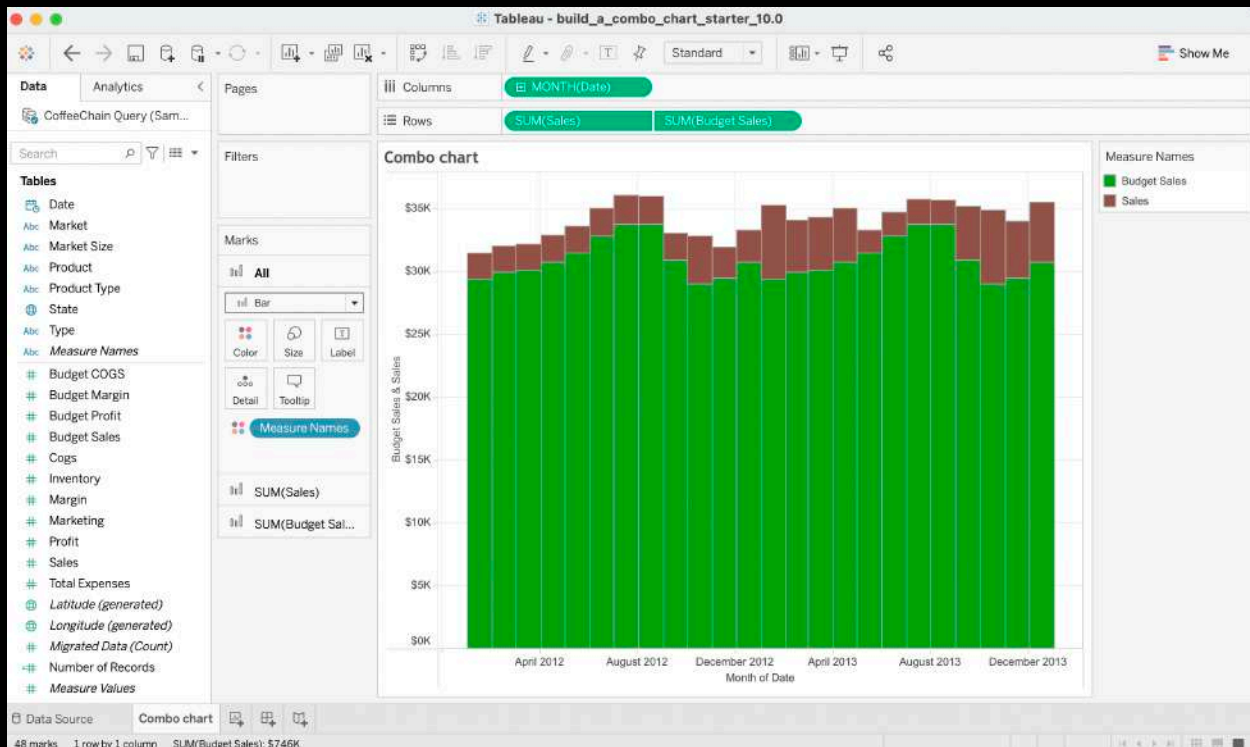 Tableau - build_a_combo_chart_starter_10.0
Standard
Show Me
Data
Analytics
CoffeeChain Query (Sam...
Search
Tables
Date
Abc Market
Abc Market Size
Abc Product
Abc Product Type
State
Abc Type
Abc Measure Names
# Budget COGS
# Budget Margin
# Budget Profit
# Budget Sales
# Cogs
# Inventory
# Margin
# Marketing
# Profit
# Sales
# Total Expenses
Latitude (generated)
Longitude (generated)
# Migrated Data (Count)
=# Number of Records
# Measure Values
Pages
Filters
Marks
All
Bar
Color
Size
Label
Detail
Tooltip
Measure Names
SUM(Sales)
SUM(Budget Sal...
Columns
MONTH(Date)
Rows
SUM(Sales)
SUM(Budget Sales)
Combo chart
Budget Sales & Sales
$35K
$30K
$25K
$20K
$15K
$10K
$5K
$0K
April 2012
August 2012
December 2012
April 2013
August 2013
December 2013
Month of Date
Measure Names
Budget Sales
Sales
Data Source
Combo chart
48 marks 1 row by 1 column SUM(Budget Sales): $746K